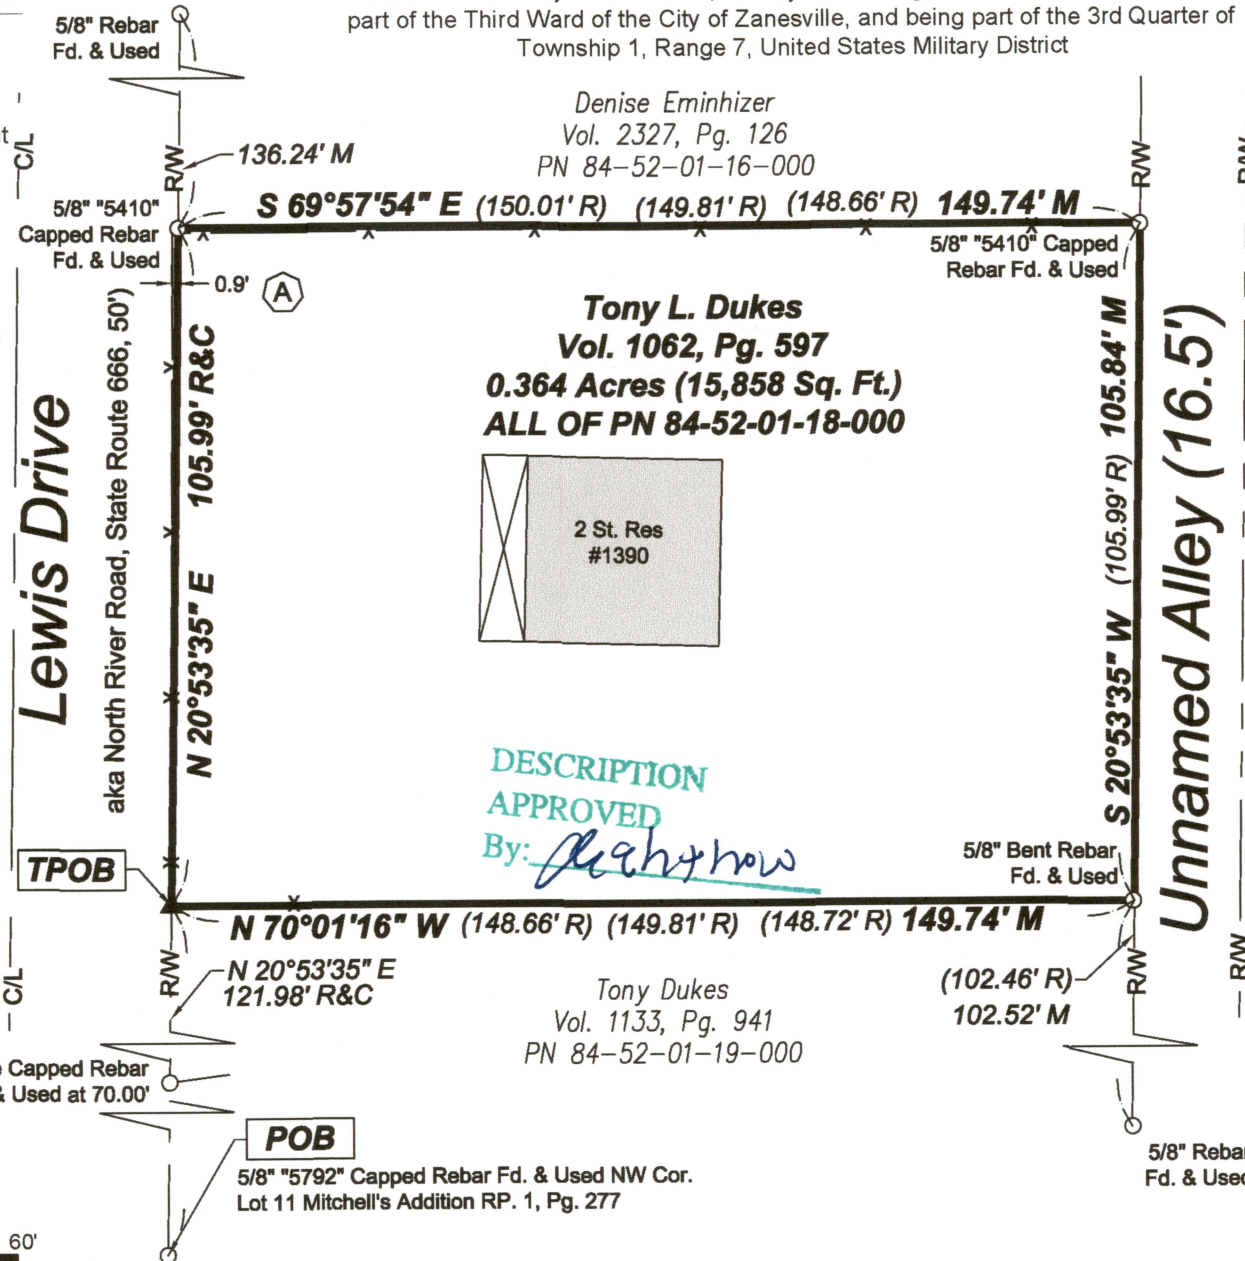 part of the Third Ward of the City of Zanesville, and being part of the 3rd Quarter of
Township 1, Range 7, United States Military District
5/8" Rebar
Fd. & Used
Denise Eminhizer
Vol. 2327, Pg. 126
PN 84-52-01-16-000
C/L
R/W
136.24' M
R/W
R/W
5/8" "5410"
Capped Rebar
Fd. & Used
S 69°57'54" E (150.01' R) (149.81' R) (148.66' R) 149.74' M
5/8" "5410" Capped
Rebar Fd. & Used
0.9'
A
Tony L. Dukes
Vol. 1062, Pg. 597
0.364 Acres (15,858 Sq. Ft.)
ALL OF PN 84-52-01-18-000
Lewis Drive
aka North River Road, State Route 666, 50')
N 20°53'35" E 105.99' R&C
2 St. Res
#1390
S 20°53'35" W (105.99' R) 105.84' M
Unnamed Alley (16.5')
DESCRIPTION
APPROVED
By:
TPOB
5/8" Bent Rebar
Fd. & Used
N 70°01'16" W (148.66' R) (149.81' R) (148.72' R) 149.74' M
C/L
R/W
N 20°53'35" E
121.98' R&C
Tony Dukes
Vol. 1133, Pg. 941
PN 84-52-01-19-000
(102.46' R)
102.52' M
R/W
R/W
Capped Rebar
& Used at 70.00'
POB
5/8" "5792" Capped Rebar Fd. & Used NW Cor.
Lot 11 Mitchell's Addition RP. 1, Pg. 277
5/8" Rebar
Fd. & Used
60'